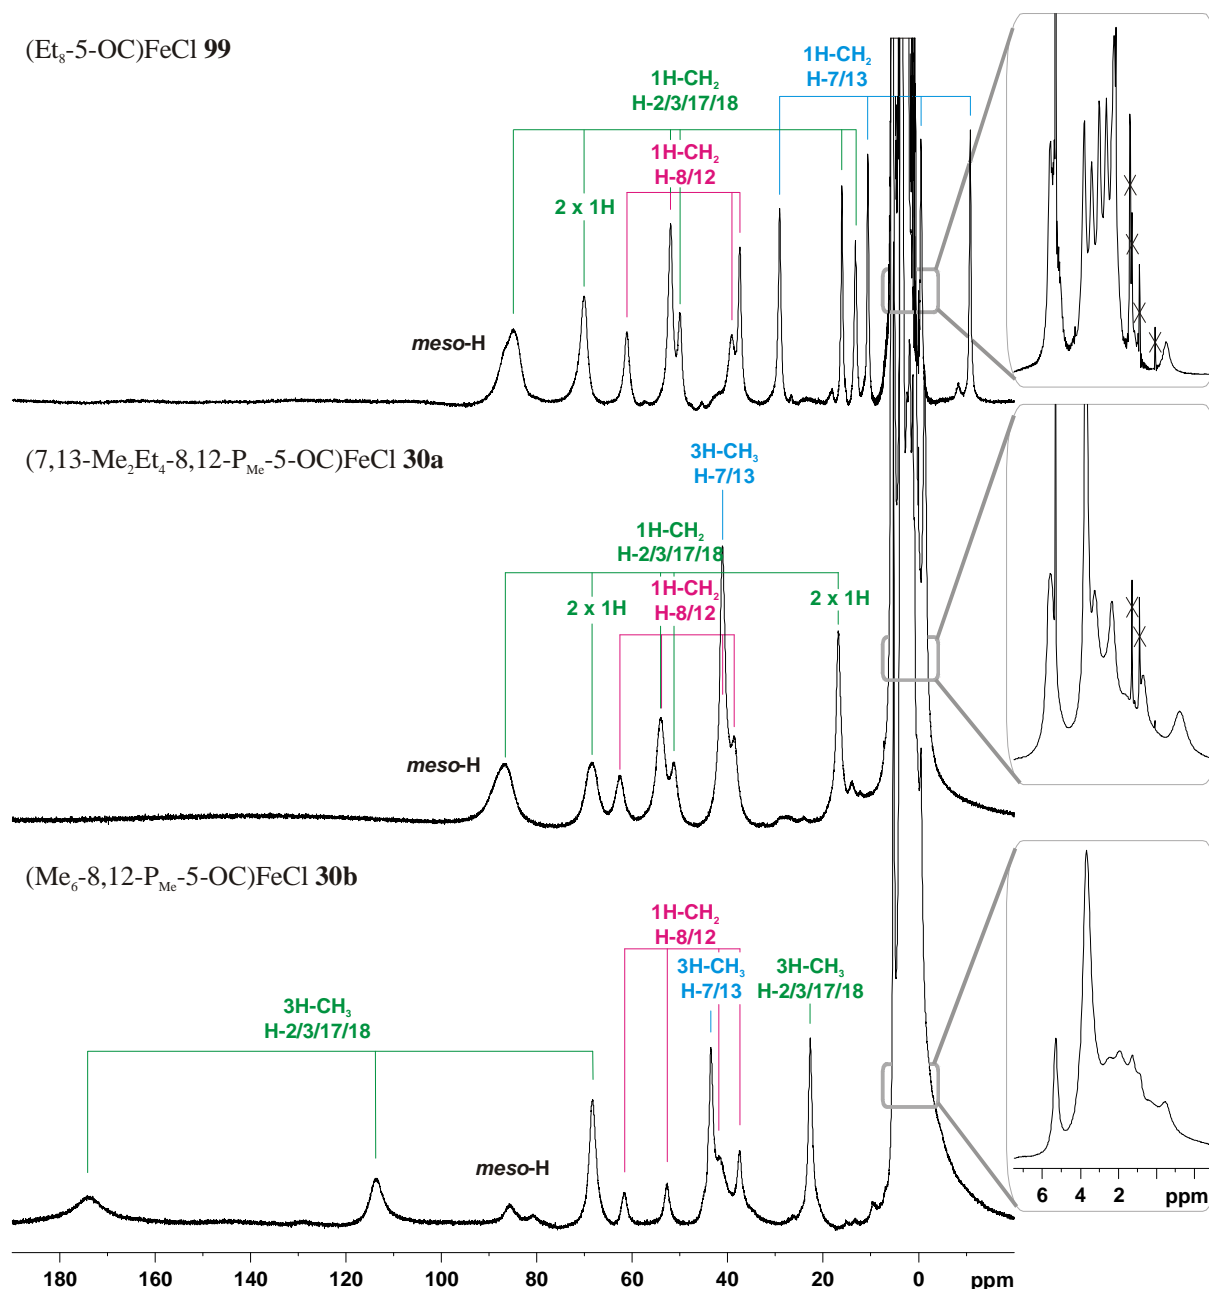 (Et₈-5-OC)FeCl 99
1H-CH₂
H-7/13
1H-CH₂
H-2/3/17/18
1H-CH₂
H-8/12
2 x 1H
meso-H
(7,13-Me₂Et₄-8,12-P_Me-5-OC)FeCl 30a
3H-CH₃
H-7/13
1H-CH₂
H-2/3/17/18
1H-CH₂
H-8/12
2 x 1H
2 x 1H
meso-H
(Me₆-8,12-P_Me-5-OC)FeCl 30b
1H-CH₂
H-8/12
3H-CH₃
H-7/13
3H-CH₃
H-2/3/17/18
3H-CH₃
H-2/3/17/18
meso-H
6 4 2 ppm
180 160 140 120 100 80 60 40 20 0 ppm